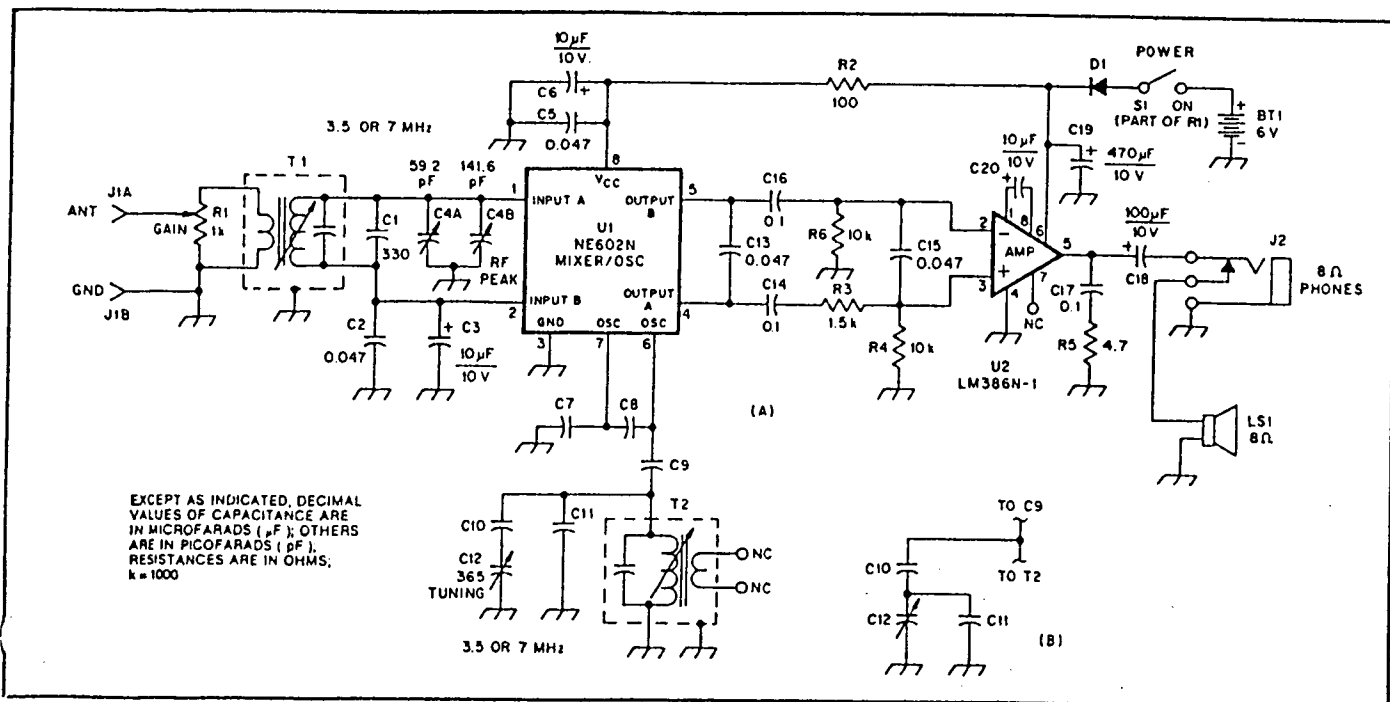 10µF
10V.
C6
+
C5
0.047
R2
100
POWER
D1
S1 ON
(PART OF R1)
+
BT1
6V
-
3.5 OR 7 MHz
T1
J1A
ANT
R1
1k
GAIN
GND
J1B
C1
330
59.2
pF
141.6
pF
C4A
C4B
RF
PEAK
C2
0.047
+ C3
10µF
10V
8
VCC
1
INPUT A
OUTPUT
B
5
U1
NE602N
MIXER/OSC
INPUT B
2
OUTPUT
A
4
GND
OSC
OSC
3
7
6
C16
0.1
R6
10k
C13
0.047
C15
0.047
C14
0.1
R3
1.5k
R4
10k
10µF
10V
C20
+
C19
+
470µF
10V
1
8
6
2
-
AMP
5
+
3
4
7
NC
U2
LM386N-1
100µF
10V
+
C18
C17
0.1
R5
4.7
J2
8Ω
PHONES
LS1
8Ω
(A)
C7
C8
C9
C10
C11
C12
365
TUNING
T2
NC
NC
3.5 OR 7 MHz
EXCEPT AS INDICATED, DECIMAL
VALUES OF CAPACITANCE ARE
IN MICROFARADS (µF); OTHERS
ARE IN PICOFARADS (pF);
RESISTANCES ARE IN OHMS;
k = 1000
TO C9
C10
TO T2
C12
C11
(B)